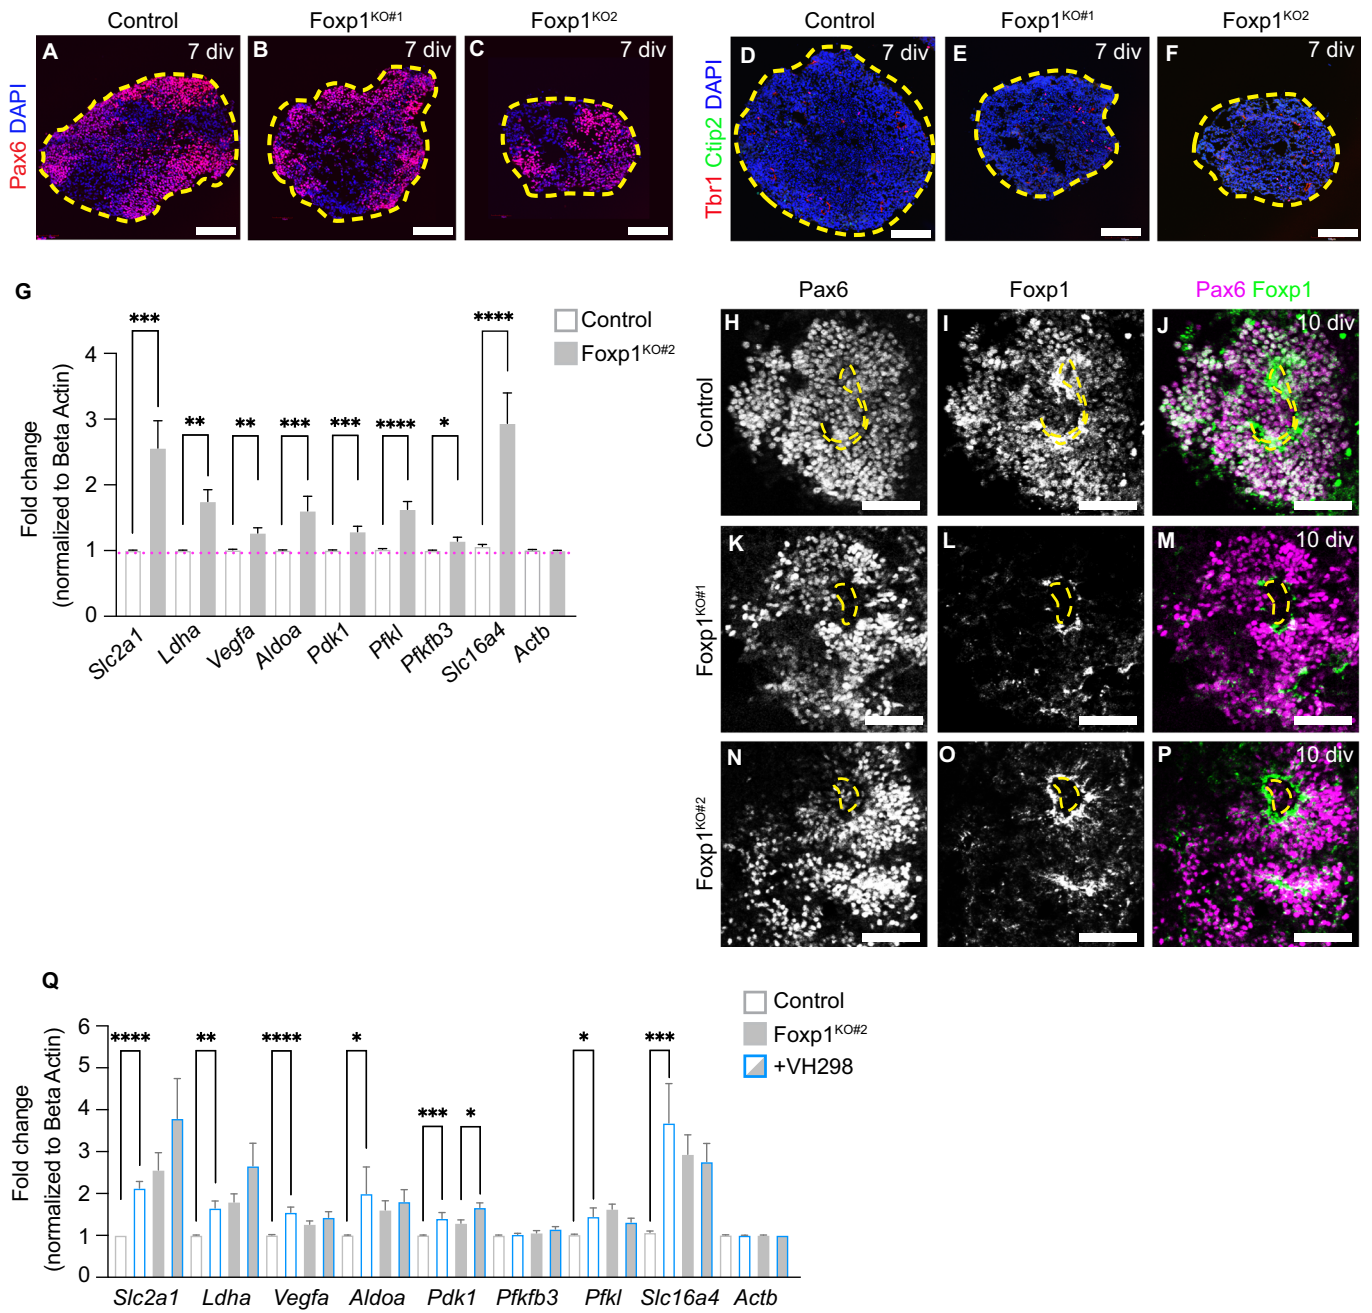 Control Foxp1KO#1 Foxp1KO2 Control Foxp1KO#1 Foxp1KO2
A 7 div B 7 div C 7 div D 7 div E 7 div F 7 div
Pax6 DAPI
Tbr1 Ctip2 DAPI
G
Control
Foxp1KO#2
*** ** ** *** *** **** * ****
Fold change
(normalized to Beta Actin)
4
3
2
1
0
Slc2a1 Ldha Vegfa Aldoa Pdk1 Pfkl Pfkfb3 Slc16a4 Actb
Pax6 Foxp1 Pax6 Foxp1
Control
H I J 10 div
Foxp1KO#1
K L M 10 div
Foxp1KO#2
N O P 10 div
Q
Control
Foxp1KO#2
+VH298
**** ** **** * *** * * ***
Fold change
(normalized to Beta Actin)
6
5
4
3
2
1
0
Slc2a1 Ldha Vegfa Aldoa Pdk1 Pfkfb3 Pfkl Slc16a4 Actb